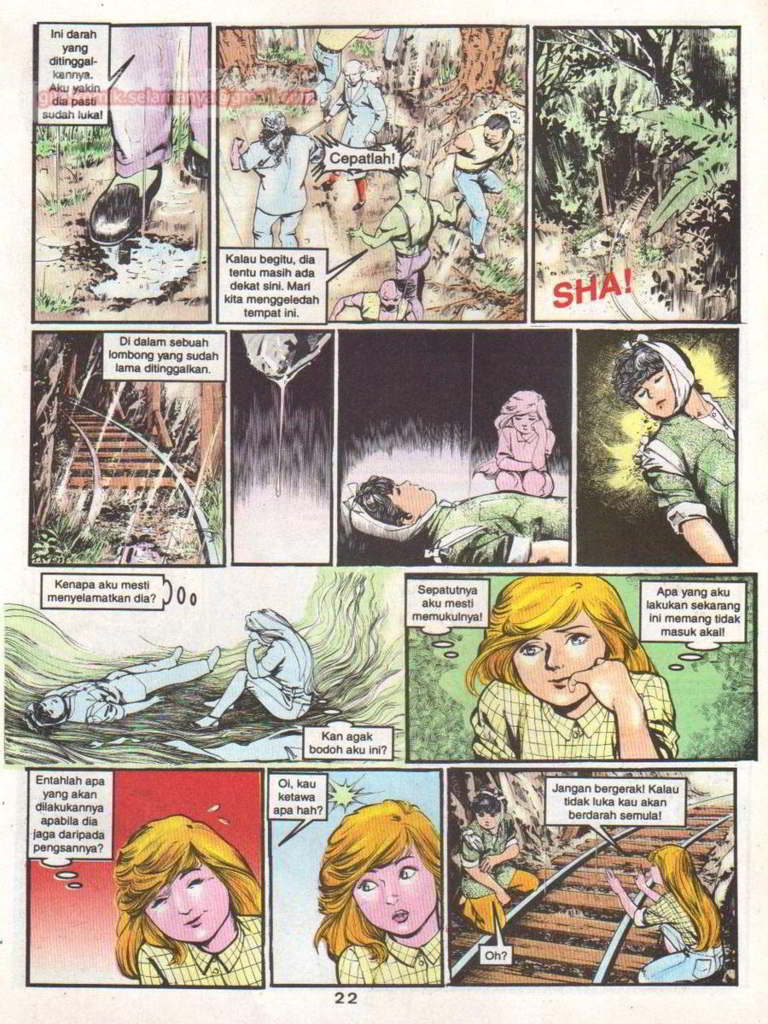 Ini darah
yang
ditinggal-
kannya.
Aku yakin
dia pasti
sudah luka!
Cepatlah!
Kalau begitu, dia
tentu masih ada
dekat sini. Mari
kita menggeledah
tempat ini.
SHA!
Di dalam sebuah
lombong yang sudah
lama ditinggalkan.
Kenapa aku mesti
menyelamatkan dia?
Kan agak
bodoh aku ini?
Sepatutnya
aku mesti
memukulnya!
Apa yang aku
lakukan sekarang
ini memang tidak
masuk akal!
Entahlah apa
yang akan
dilakukannya
apabila dia
jaga daripada
pengsannya?
Oi, kau
ketawa
apa hah?
Jangan bergerak! Kalau
tidak luka kau akan
berdarah semula!
Oh?
22